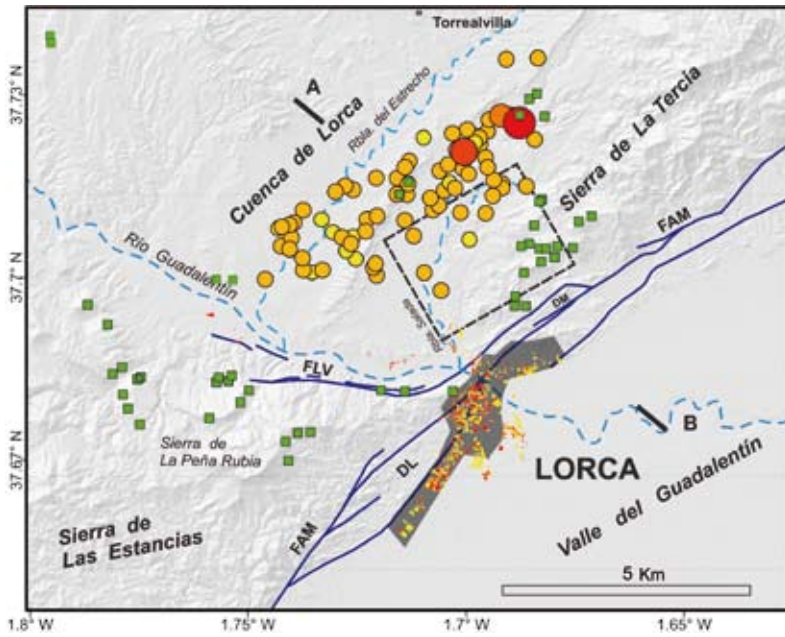 Torrealvilla
37.73° N
A
Rbla. del Estrecho
Cuenca de Lorca
Sierra de La Tercia
FAM
Río Guadalentín
37.7° N
Rbla. Salada
DM
FLV
Sierra de
La Peña Rubia
B
37.67° N
DL
LORCA
Valle del Guadalentín
Sierra de
Las Estancias
FAM
5 Km
1.8° W
1.75° W
1.7° W
1.65° W